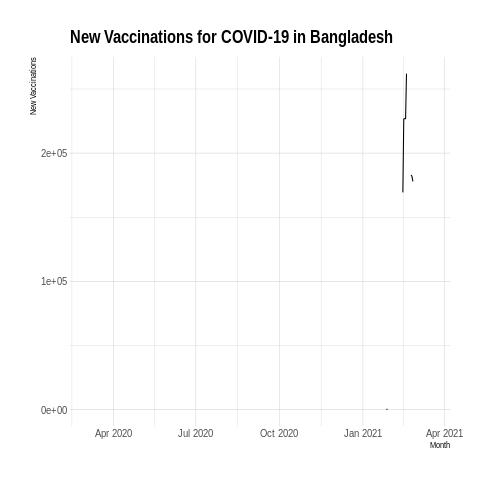 New Vaccinations for COVID-19 in Bangladesh
New Vaccinations
2e+05
1e+05
0e+00
Apr 2020 Jul 2020 Oct 2020 Jan 2021 Apr 2021
Month